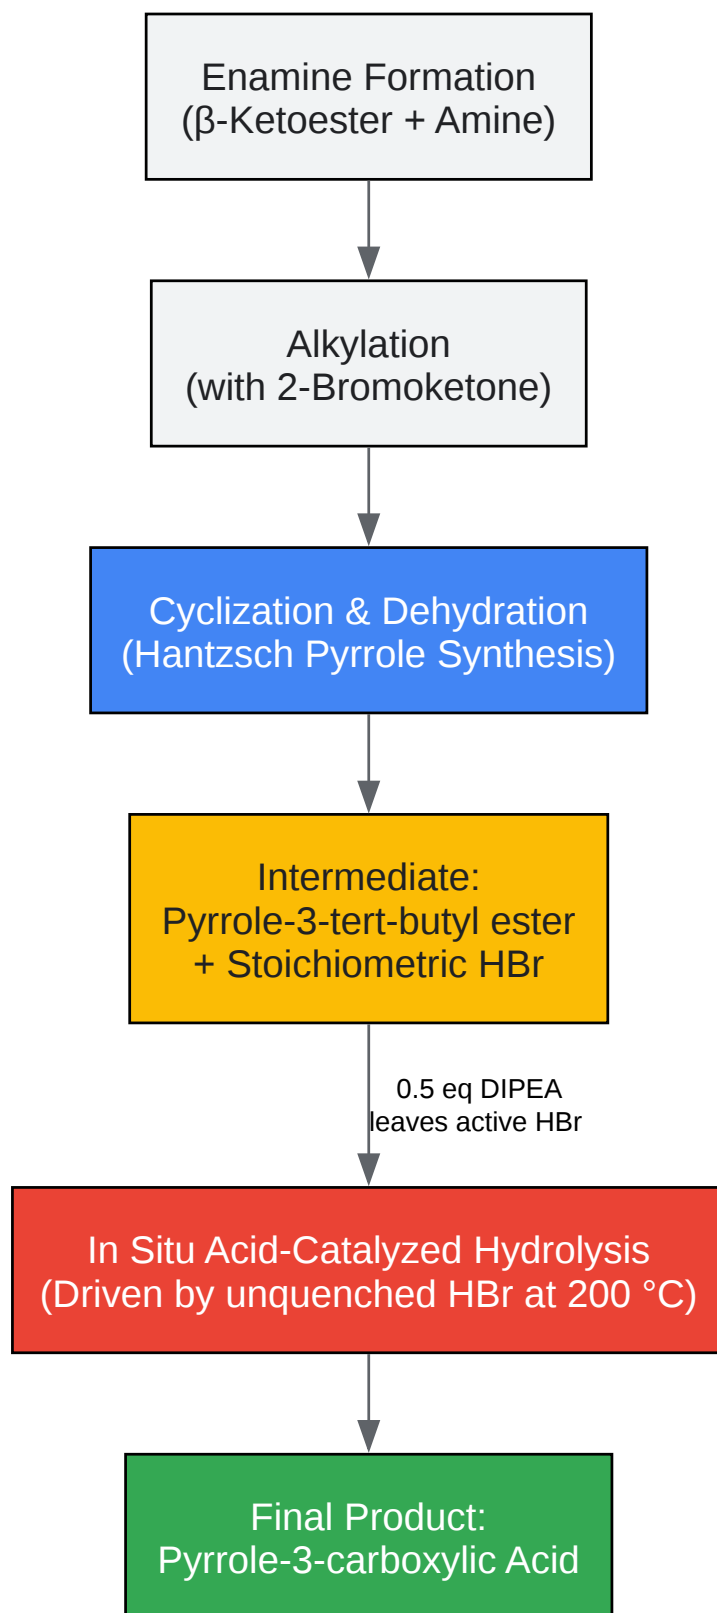 Enamine Formation
(β-Ketoester + Amine)
Alkylation
(with 2-Bromoketone)
Cyclization & Dehydration
(Hantzsch Pyrrole Synthesis)
Intermediate:
Pyrrole-3-tert-butyl ester
+ Stoichiometric HBr
0.5 eq DIPEA
leaves active HBr
In Situ Acid-Catalyzed Hydrolysis
(Driven by unquenched HBr at 200 °C)
Final Product:
Pyrrole-3-carboxylic Acid